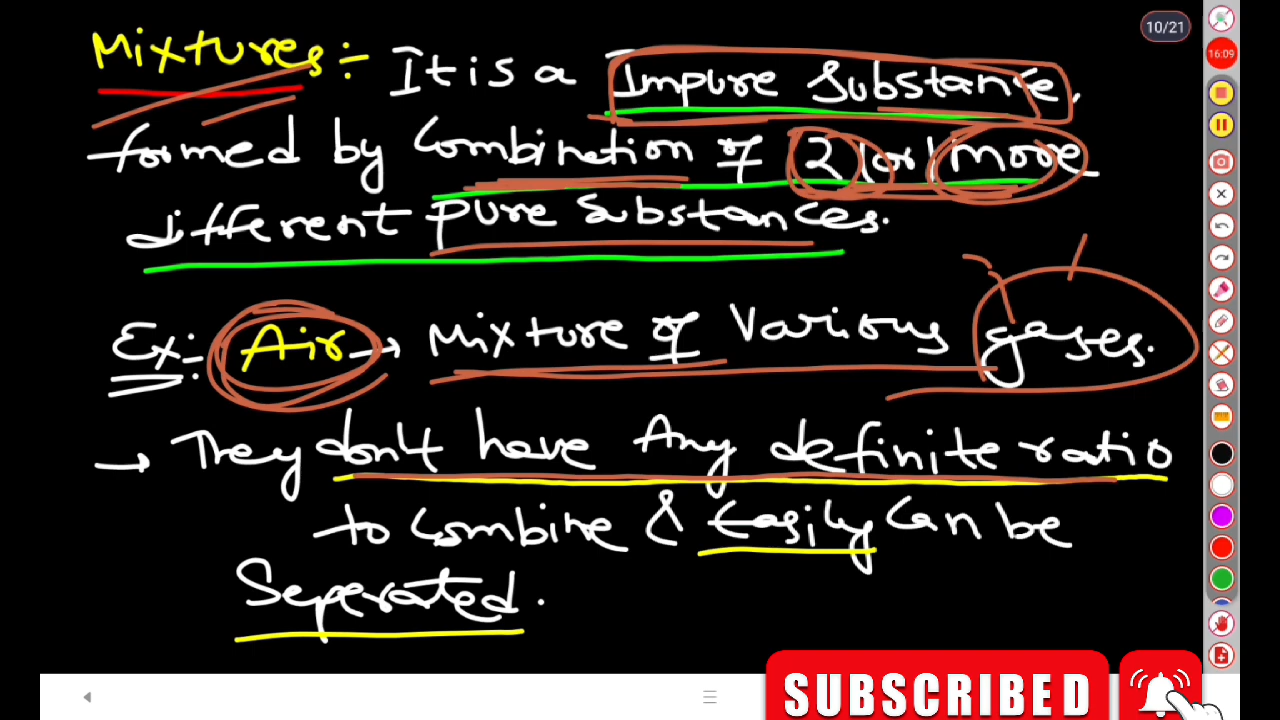 10/21
16:09
Mixtures:- It is a Impure Substance,
formed by Combination of 2 (or) more
different pure Substances.
Ex:- Air → Mixture of Various gases.
→ They don't have Any definite ratio
to Combine & Easily Can be
Seperated.
SUBSCRIBED